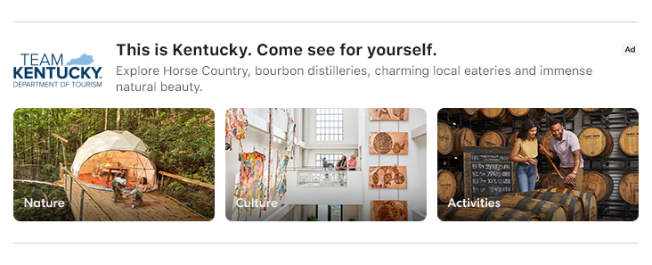 TEAM
KENTUCKY
DEPARTMENT OF TOURISM
This is Kentucky. Come see for yourself.
Ad
Explore Horse Country, bourbon distilleries, charming local eateries and immense
natural beauty.
Nature
Culture
Activities